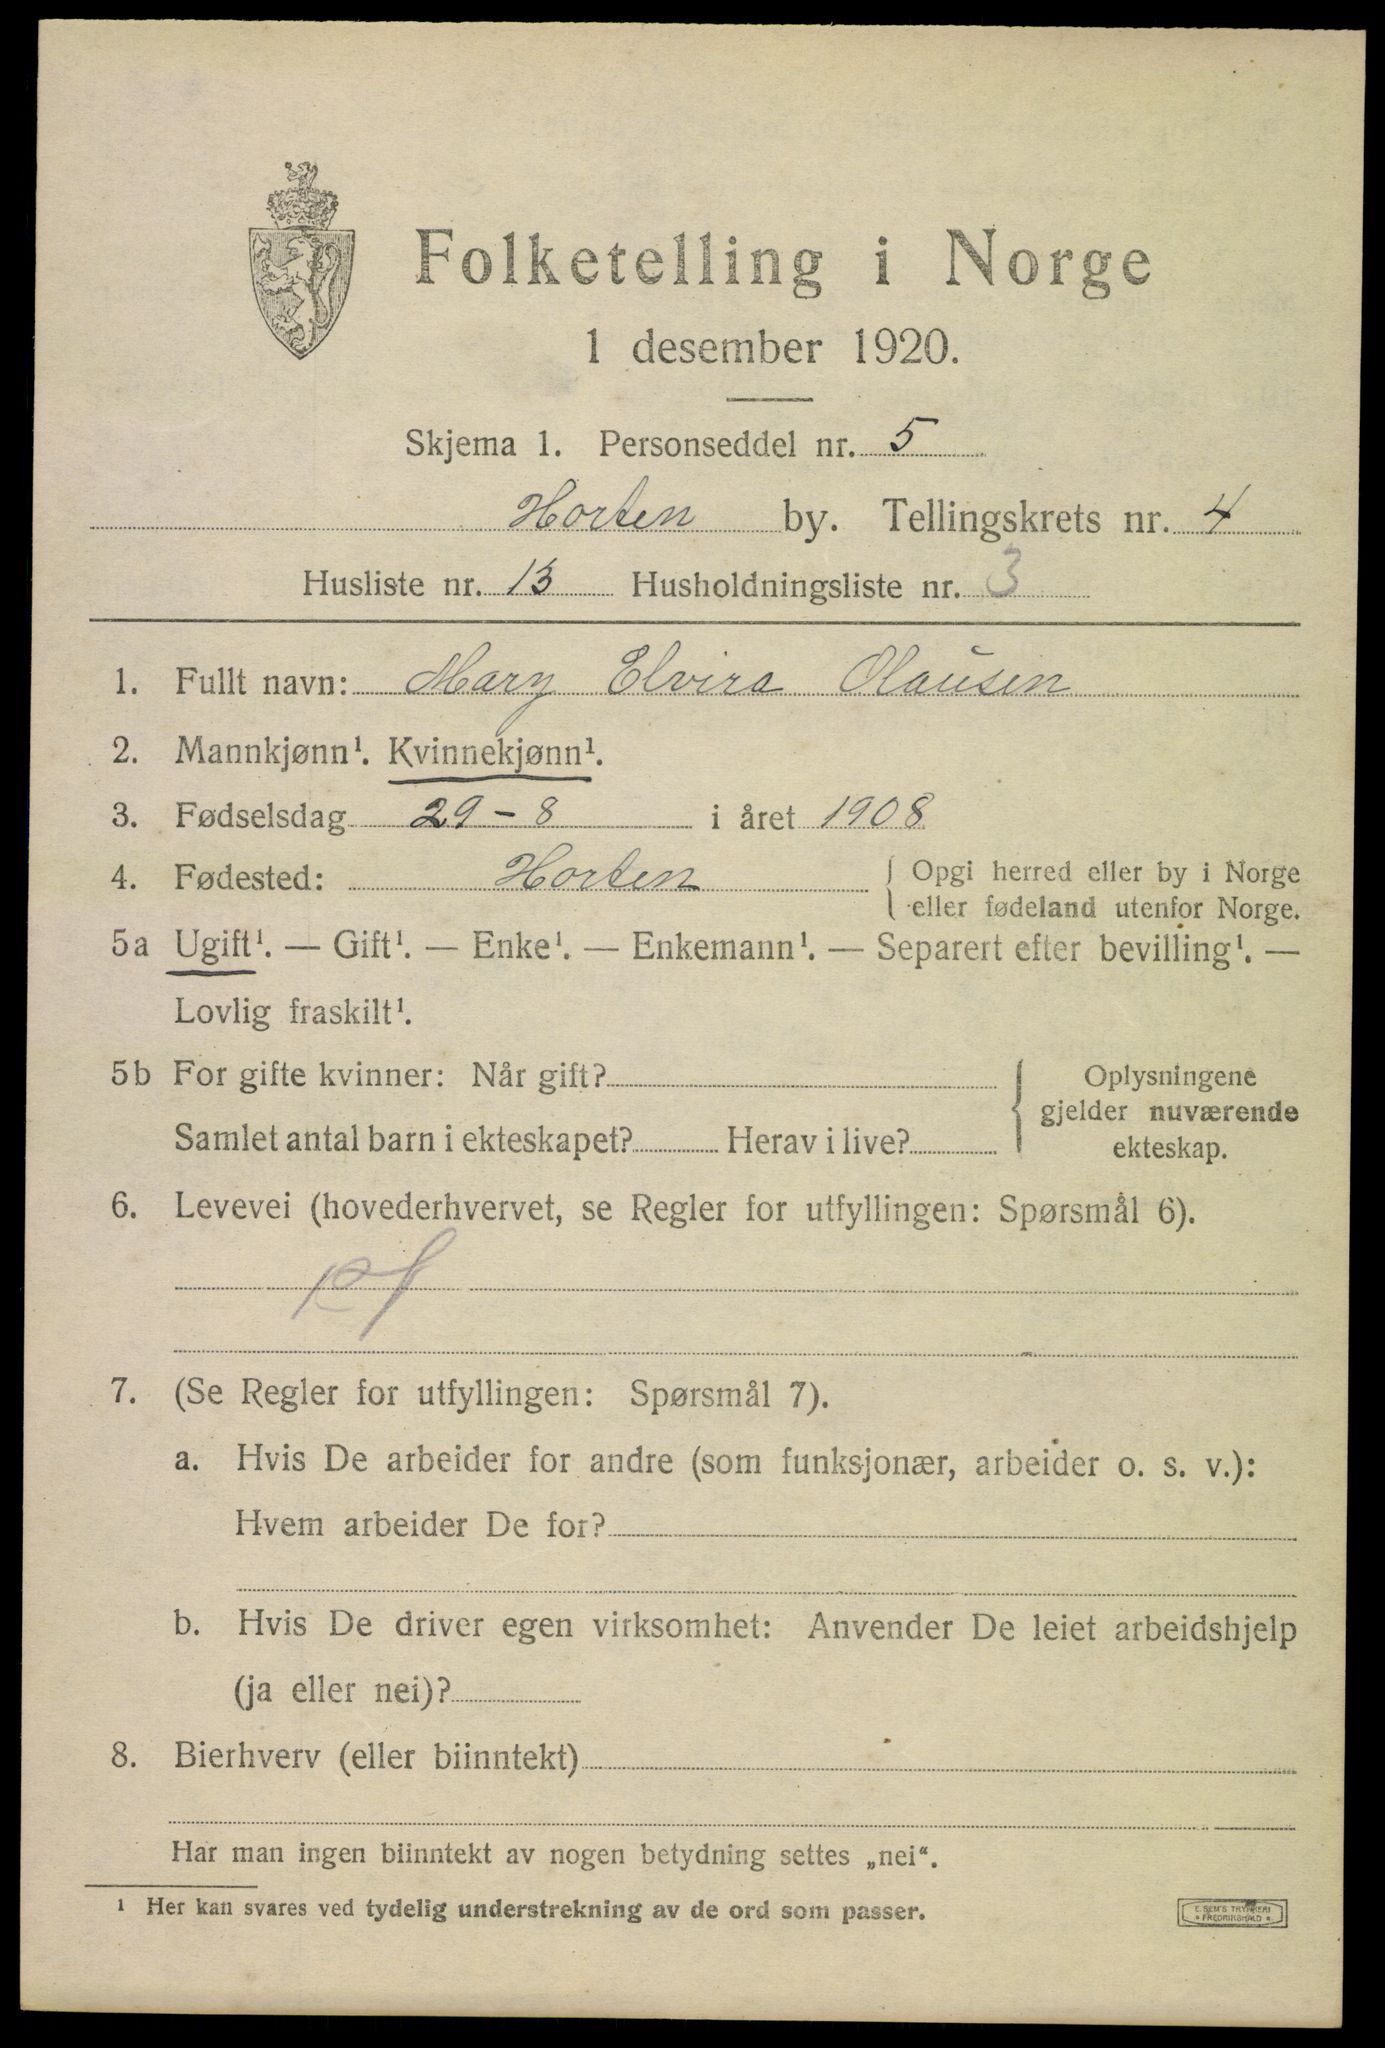 Folketelling i Norge
1 desember 1920.
Skjema 1. Personseddel nr. 5
Horten by. Tellingskrets nr. 4
Husliste nr. 13 Husholdningsliste nr. 3
1. Fullt navn: Mary Elvira Olausen
2. Mannkjønn¹. Kvinnekjønn¹.
3. Fødselsdag 29-8 i året 1908
4. Fødested: Horten { Opgi herred eller by i Norge
eller fødeland utenfor Norge.
5a Ugift¹. — Gift¹. — Enke¹. — Enkemann¹. — Separert efter bevilling¹. —
Lovlig fraskilt¹.
5b For gifte kvinner: Når gift? { Oplysningene
gjelder nuværende
Samlet antal barn i ekteskapet? Herav i live? ekteskap.
6. Levevei (hovederhvervet, se Regler for utfyllingen: Spørsmål 6).
7. (Se Regler for utfyllingen: Spørsmål 7).
a. Hvis De arbeider for andre (som funksjonær, arbeider o. s. v.):
Hvem arbeider De for?
b. Hvis De driver egen virksomhet: Anvender De leiet arbeidshjelp
(ja eller nei)?
8. Bierhverv (eller biinntekt)
Har man ingen biinntekt av nogen betydning settes „nei“.
¹ Her kan svares ved tydelig understrekning av de ord som passer.
E. SEM'S TRYKKERI
* FREDRIKSHALD *